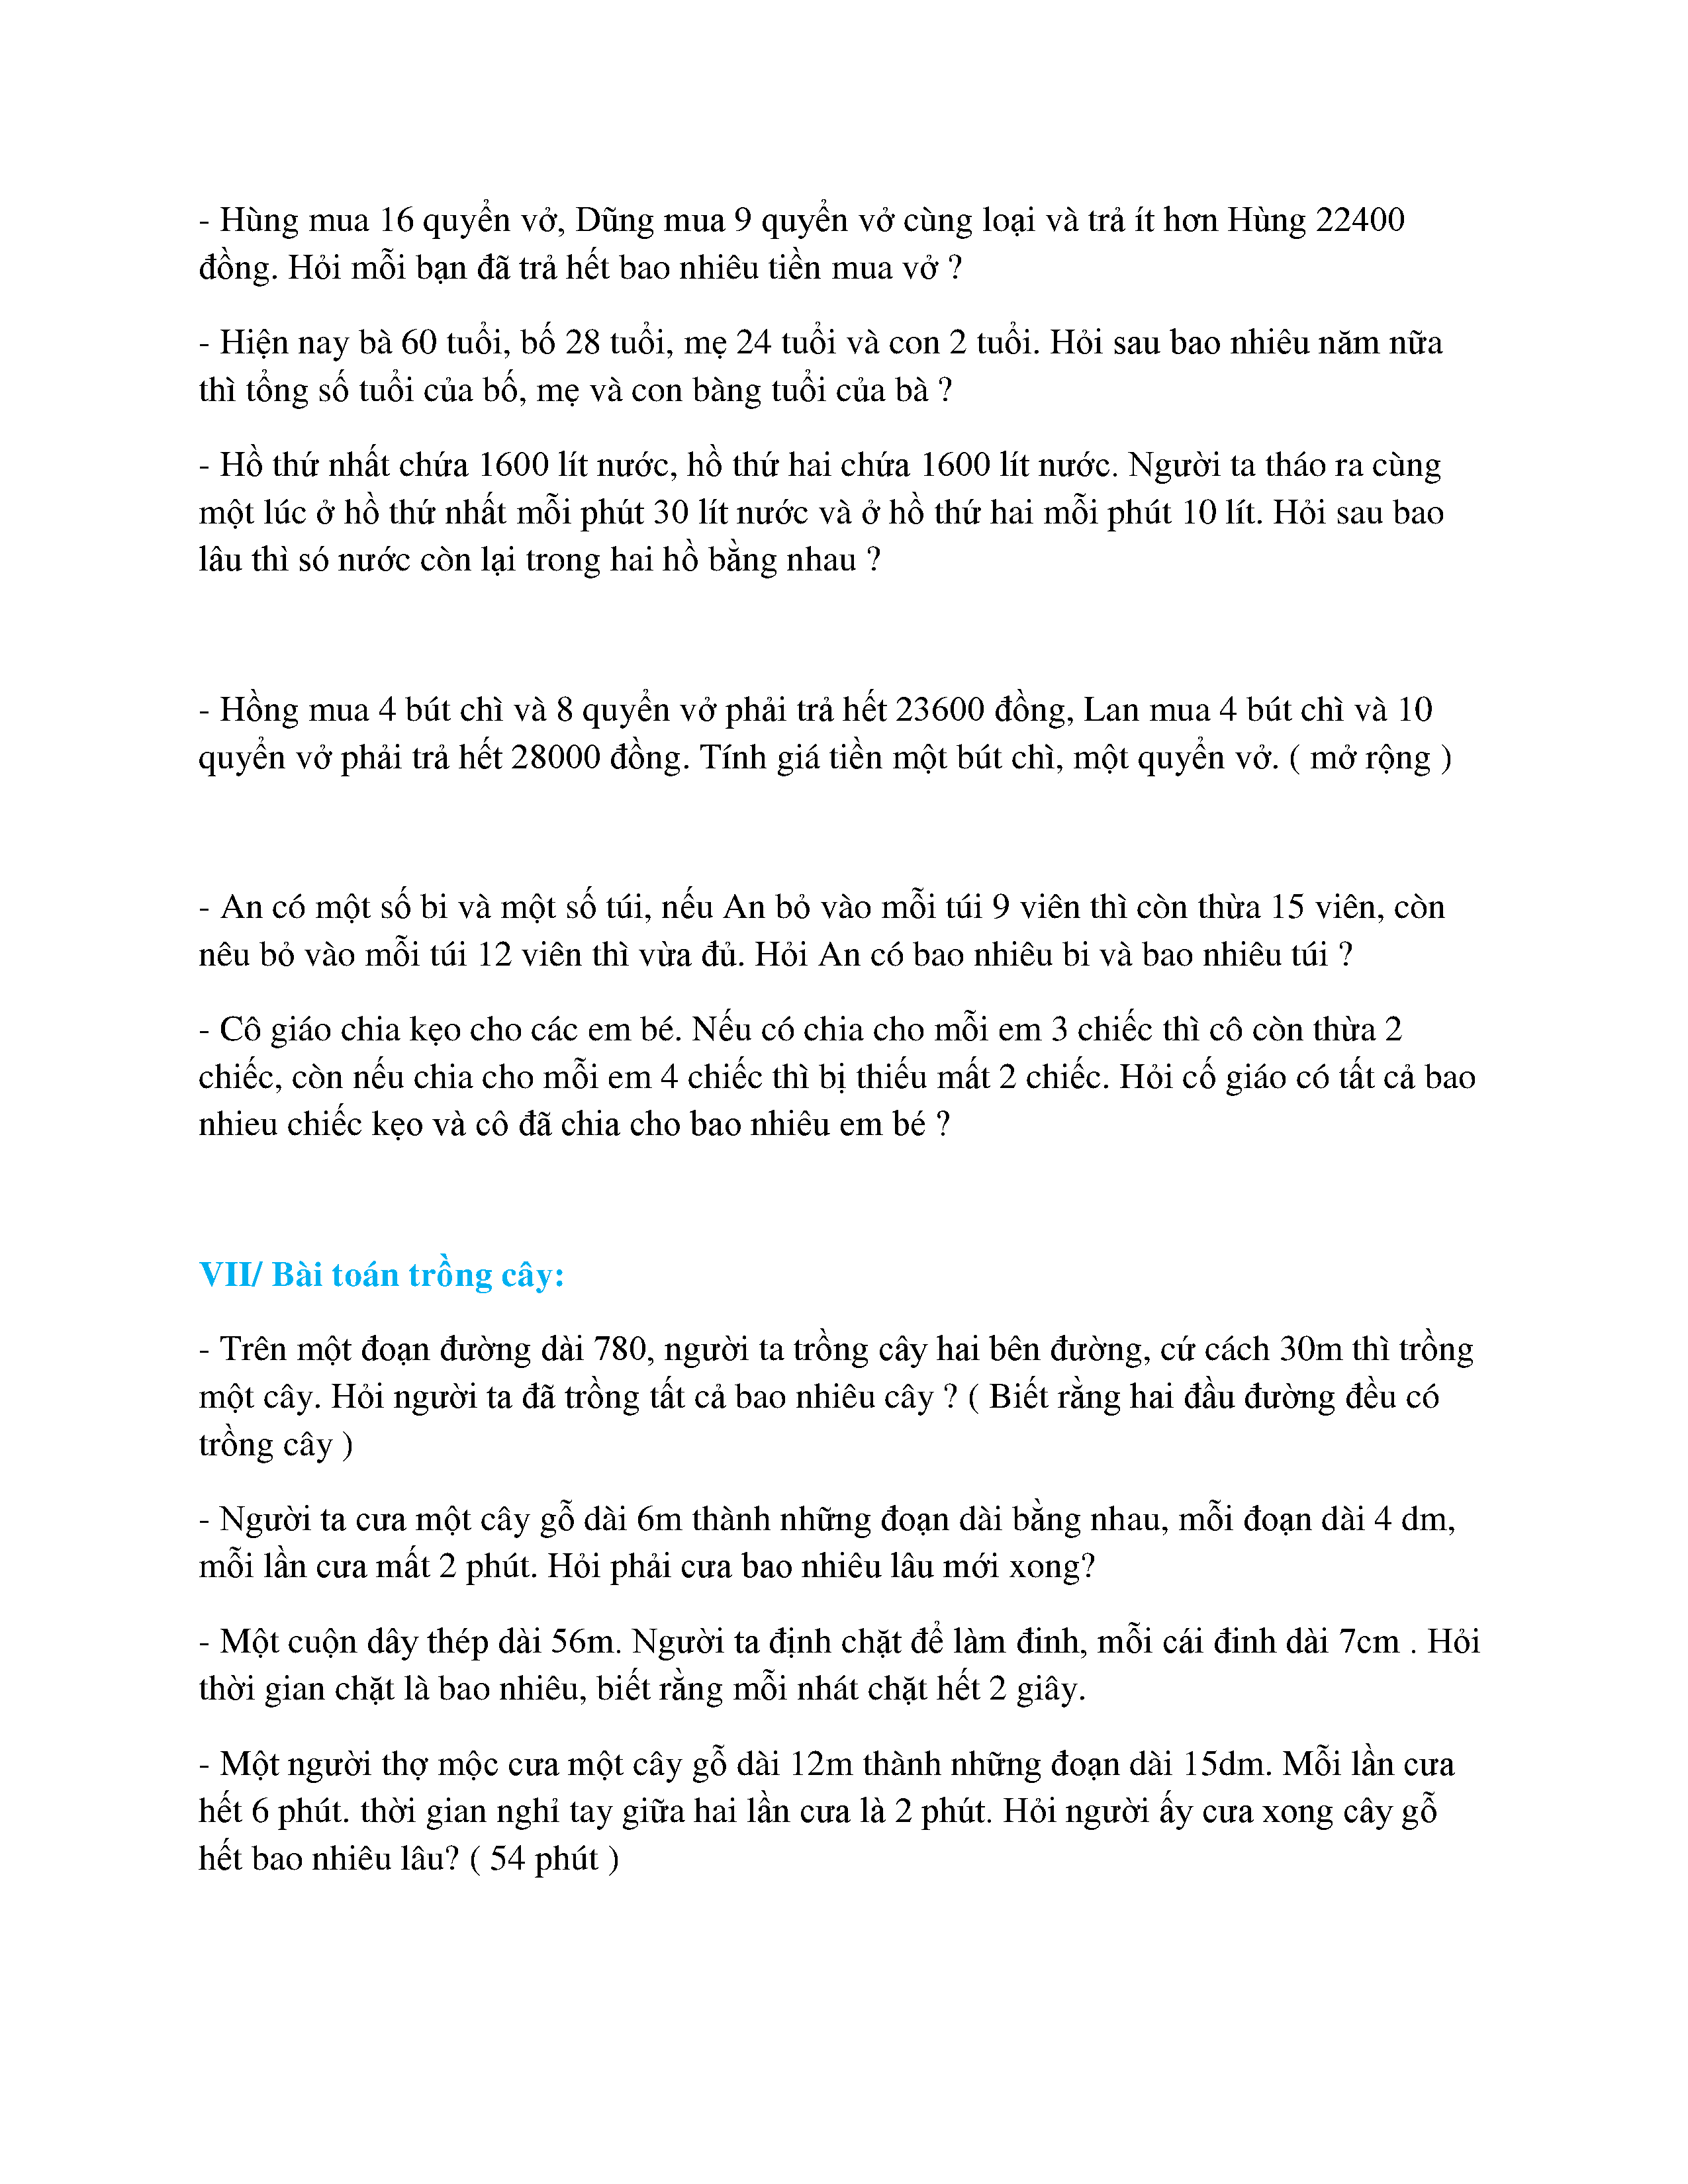 - Hùng mua 16 quyển vở, Dũng mua 9 quyển vở cùng loại và trả ít hơn Hùng 22400
đồng. Hỏi mỗi bạn đã trả hết bao nhiêu tiền mua vở ?
- Hiện nay bà 60 tuổi, bố 28 tuổi, mẹ 24 tuổi và con 2 tuổi. Hỏi sau bao nhiêu năm nữa
thì tổng số tuổi của bố, mẹ và con bàng tuổi của bà ?
- Hồ thứ nhất chứa 1600 lít nước, hồ thứ hai chứa 1600 lít nước. Người ta tháo ra cùng
một lúc ở hồ thứ nhất mỗi phút 30 lít nước và ở hồ thứ hai mỗi phút 10 lít. Hỏi sau bao
lâu thì só nước còn lại trong hai hồ bằng nhau ?
- Hồng mua 4 bút chì và 8 quyển vở phải trả hết 23600 đồng, Lan mua 4 bút chì và 10
quyển vở phải trả hết 28000 đồng. Tính giá tiền một bút chì, một quyển vở. ( mở rộng )
- An có một số bi và một số túi, nếu An bỏ vào mỗi túi 9 viên thì còn thừa 15 viên, còn
nêu bỏ vào mỗi túi 12 viên thì vừa đủ. Hỏi An có bao nhiêu bi và bao nhiêu túi ?
- Cô giáo chia kẹo cho các em bé. Nếu có chia cho mỗi em 3 chiếc thì cô còn thừa 2
chiếc, còn nếu chia cho mỗi em 4 chiếc thì bị thiếu mất 2 chiếc. Hỏi cố giáo có tất cả bao
nhieu chiếc kẹo và cô đã chia cho bao nhiêu em bé ?
VII/ Bài toán trồng cây:
- Trên một đoạn đường dài 780, người ta trồng cây hai bên đường, cứ cách 30m thì trồng
một cây. Hỏi người ta đã trồng tất cả bao nhiêu cây ? ( Biết rằng hai đầu đường đều có
trồng cây )
- Người ta cưa một cây gỗ dài 6m thành những đoạn dài bằng nhau, mỗi đoạn dài 4 dm,
mỗi lần cưa mất 2 phút. Hỏi phải cưa bao nhiêu lâu mới xong?
- Một cuộn dây thép dài 56m. Người ta định chặt để làm đinh, mỗi cái đinh dài 7cm . Hỏi
thời gian chặt là bao nhiêu, biết rằng mỗi nhát chặt hết 2 giây.
- Một người thợ mộc cưa một cây gỗ dài 12m thành những đoạn dài 15dm. Mỗi lần cưa
hết 6 phút. thời gian nghỉ tay giữa hai lần cưa là 2 phút. Hỏi người ấy cưa xong cây gỗ
hết bao nhiêu lâu? ( 54 phút )